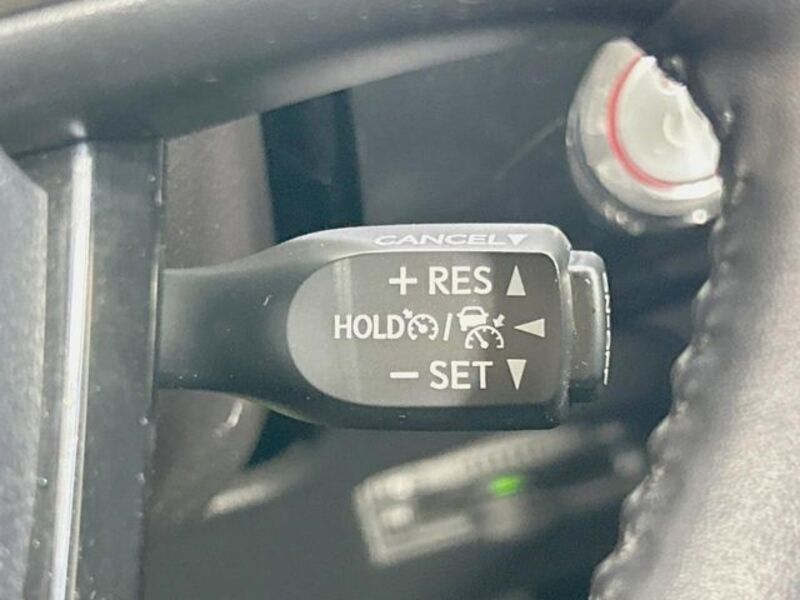 CANCEL▼
+ RES ▲
HOLD / ◀
− SET ▼